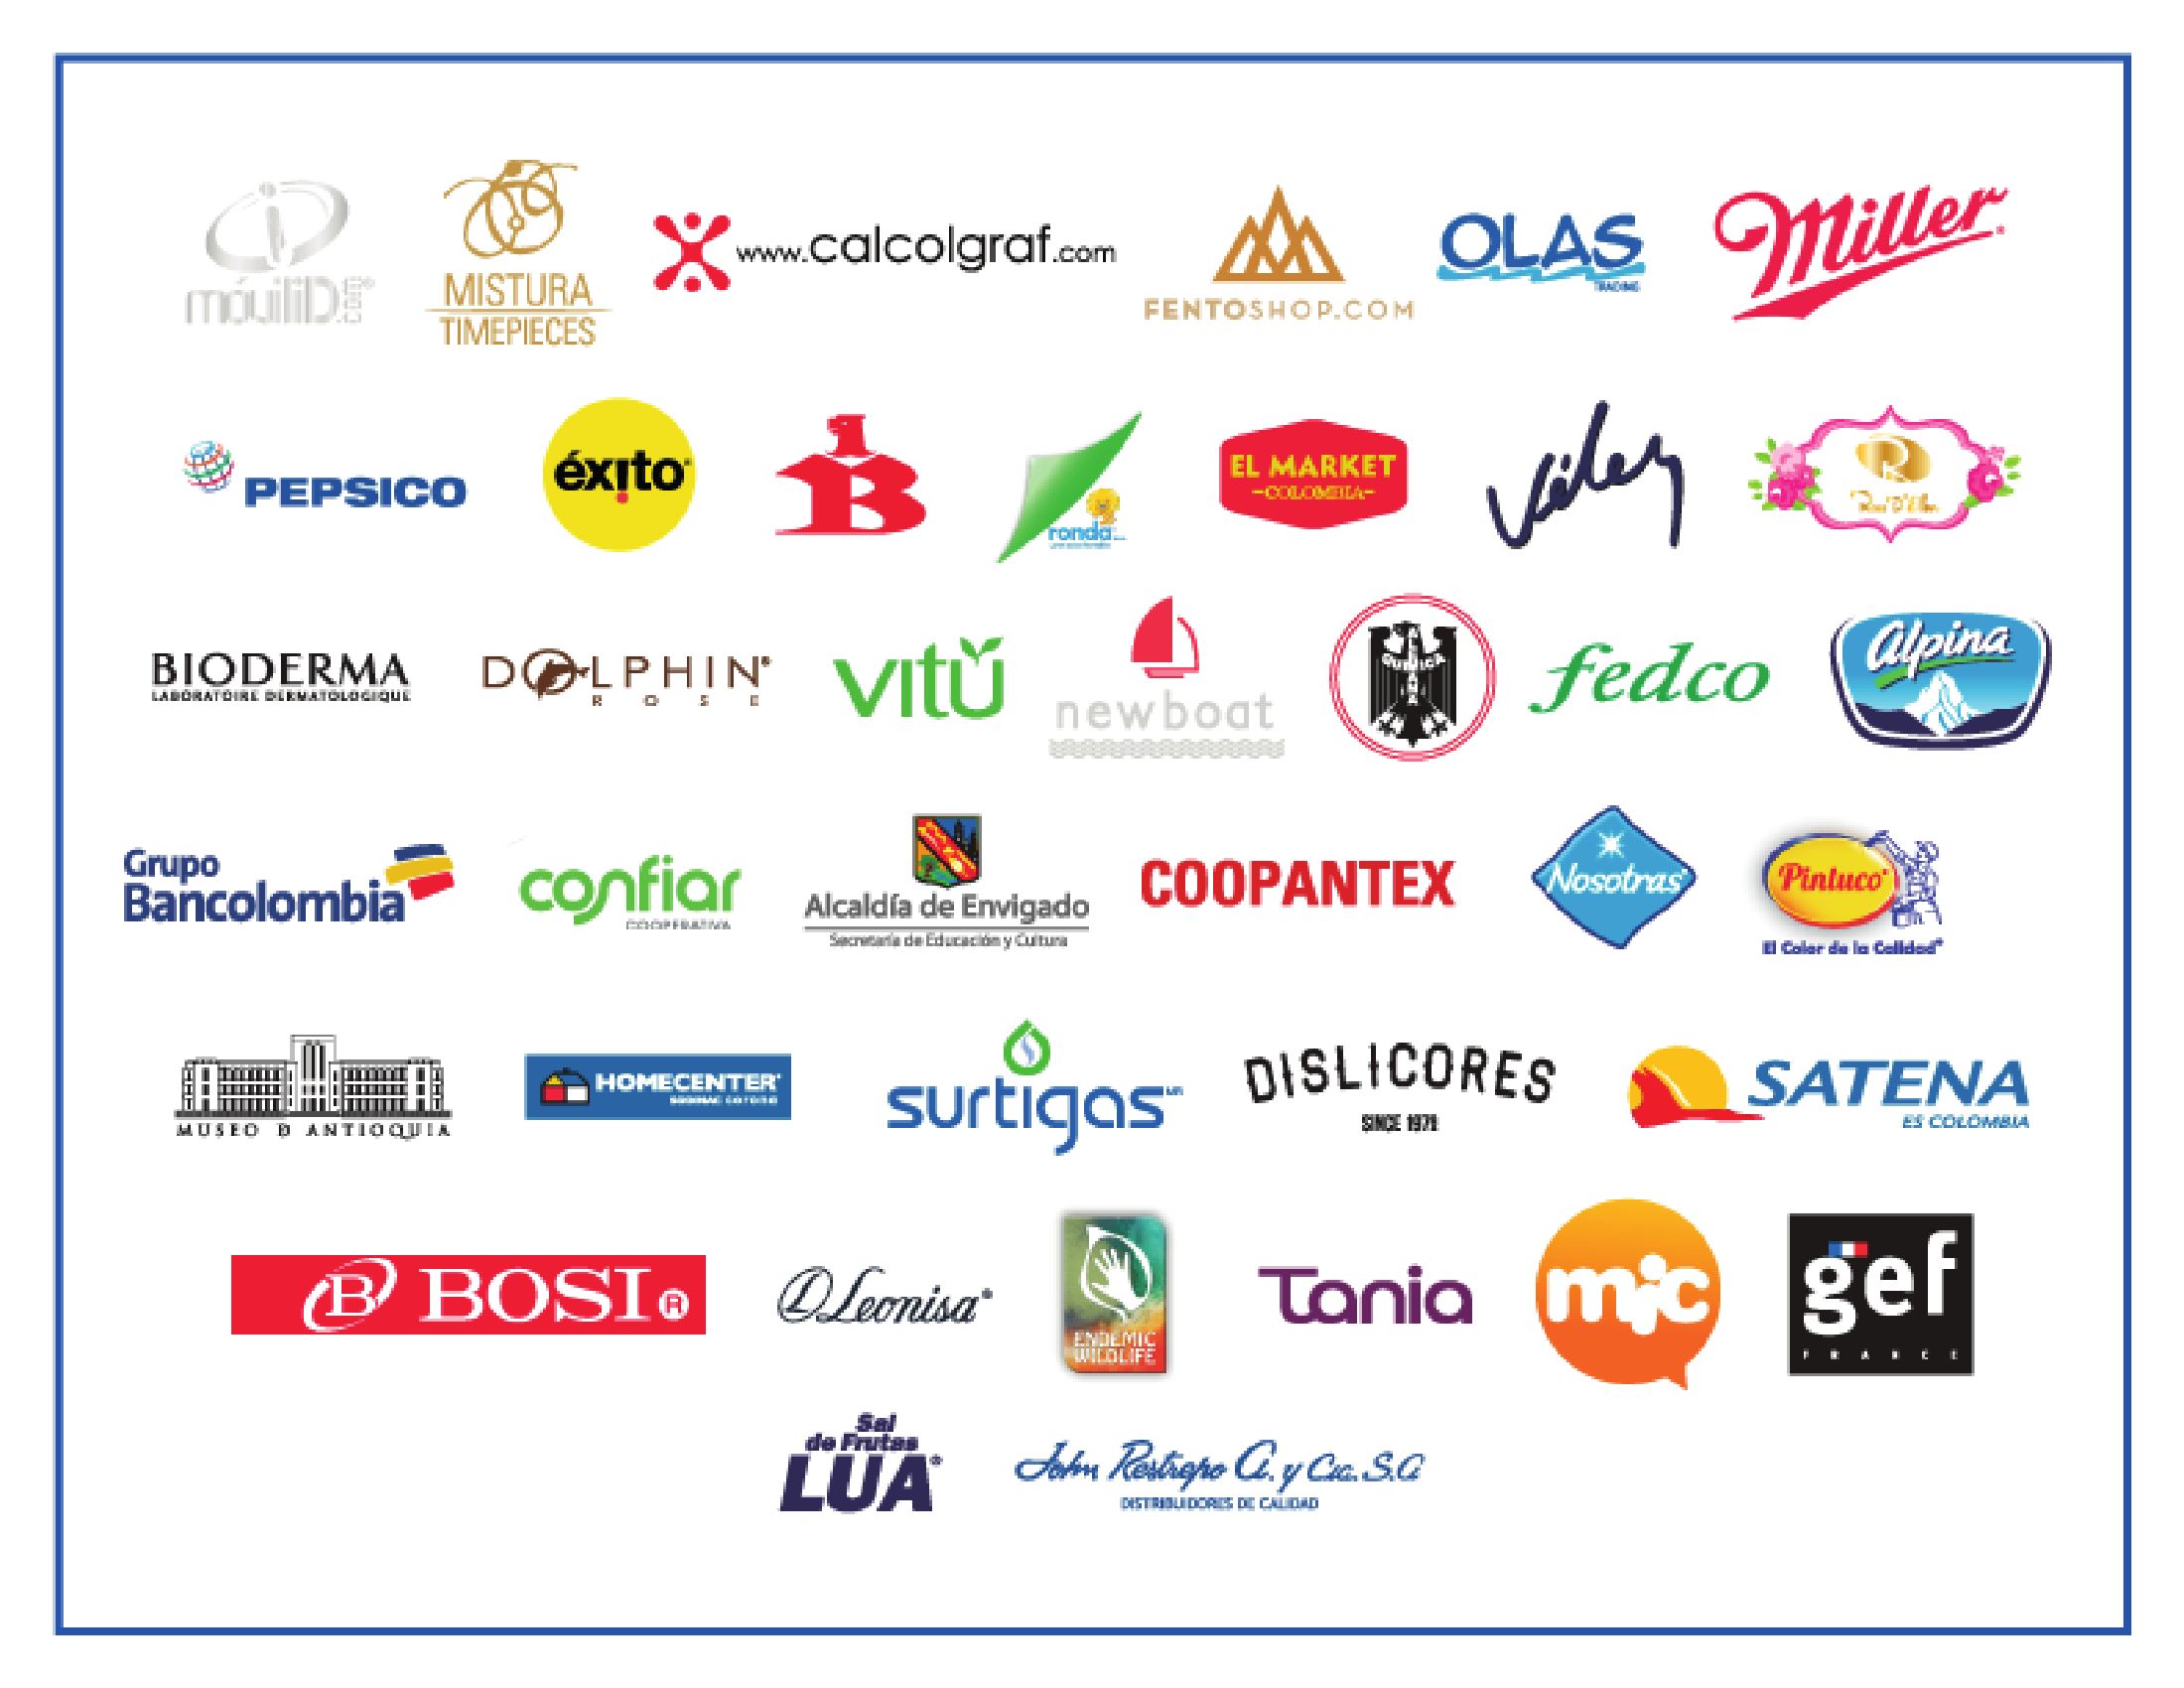 móviliD.com®
MISTURA
TIMEPIECES
www.calcolgraf.com
FENTOSHOP.COM
OLAS
TRADING
Miller
PEPSICO
éxito
B
ronda
EL MARKET
-COLOMBIA-
Vélez
R
BIODERMA
LABORATOIRE DERMATOLOGIQUE
DOLPHIN®
ROSE
vitú
newboat
fedco
alpina
Grupo
Bancolombia
confiar
COOPERATIVA
Alcaldía de Envigado
Secretaría de Educación y Cultura
COOPANTEX
Nosotras
Pintuco®
El Color de la Calidad®
MUSEO D ANTIOQUIA
HOMECENTER
surtigas
DISLICORES
SINCE 1978
SATENA
ES COLOMBIA
B BOSI®
Leonisa®
ENDEMIC
WILDLIFE
Tania
mic
gef
FRANCE
Sal
de Frutas
LUA®
John Restrepo A. y Cia. S.A
DISTRIBUIDORES DE CALIDAD